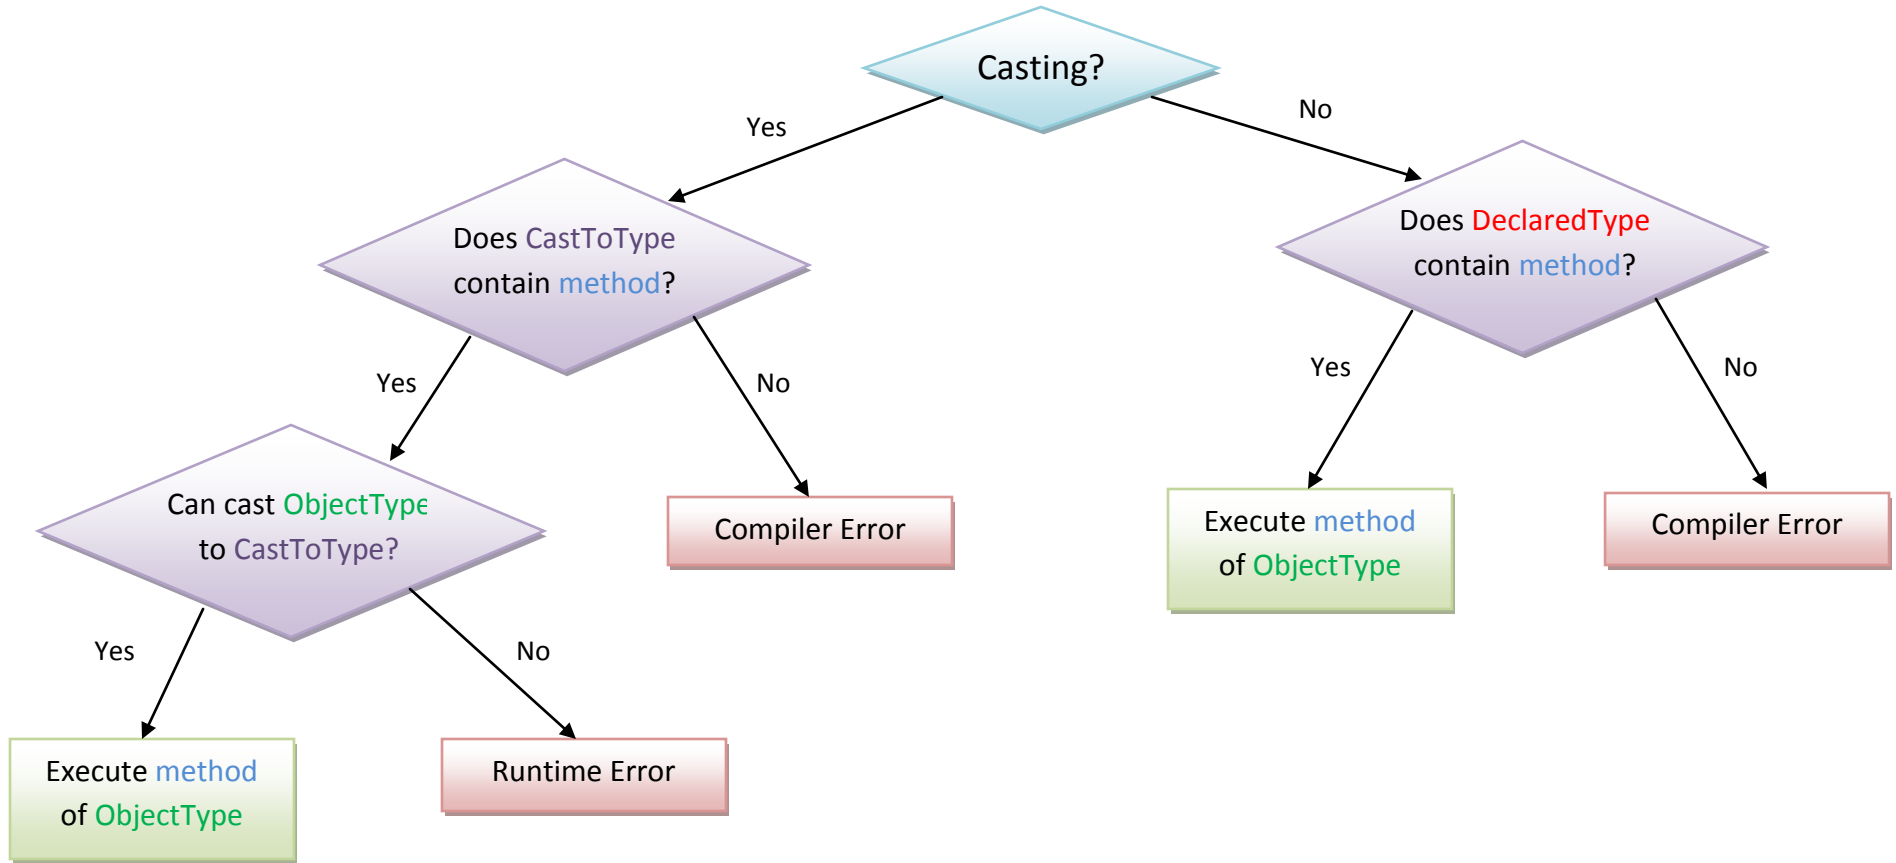 Casting?
Yes
No
Does CastToType
contain method?
Does DeclaredType
contain method?
Yes
No
Yes
No
Can cast ObjectType
to CastToType?
Compiler Error
Execute method
of ObjectType
Compiler Error
Yes
No
Execute method
of ObjectType
Runtime Error